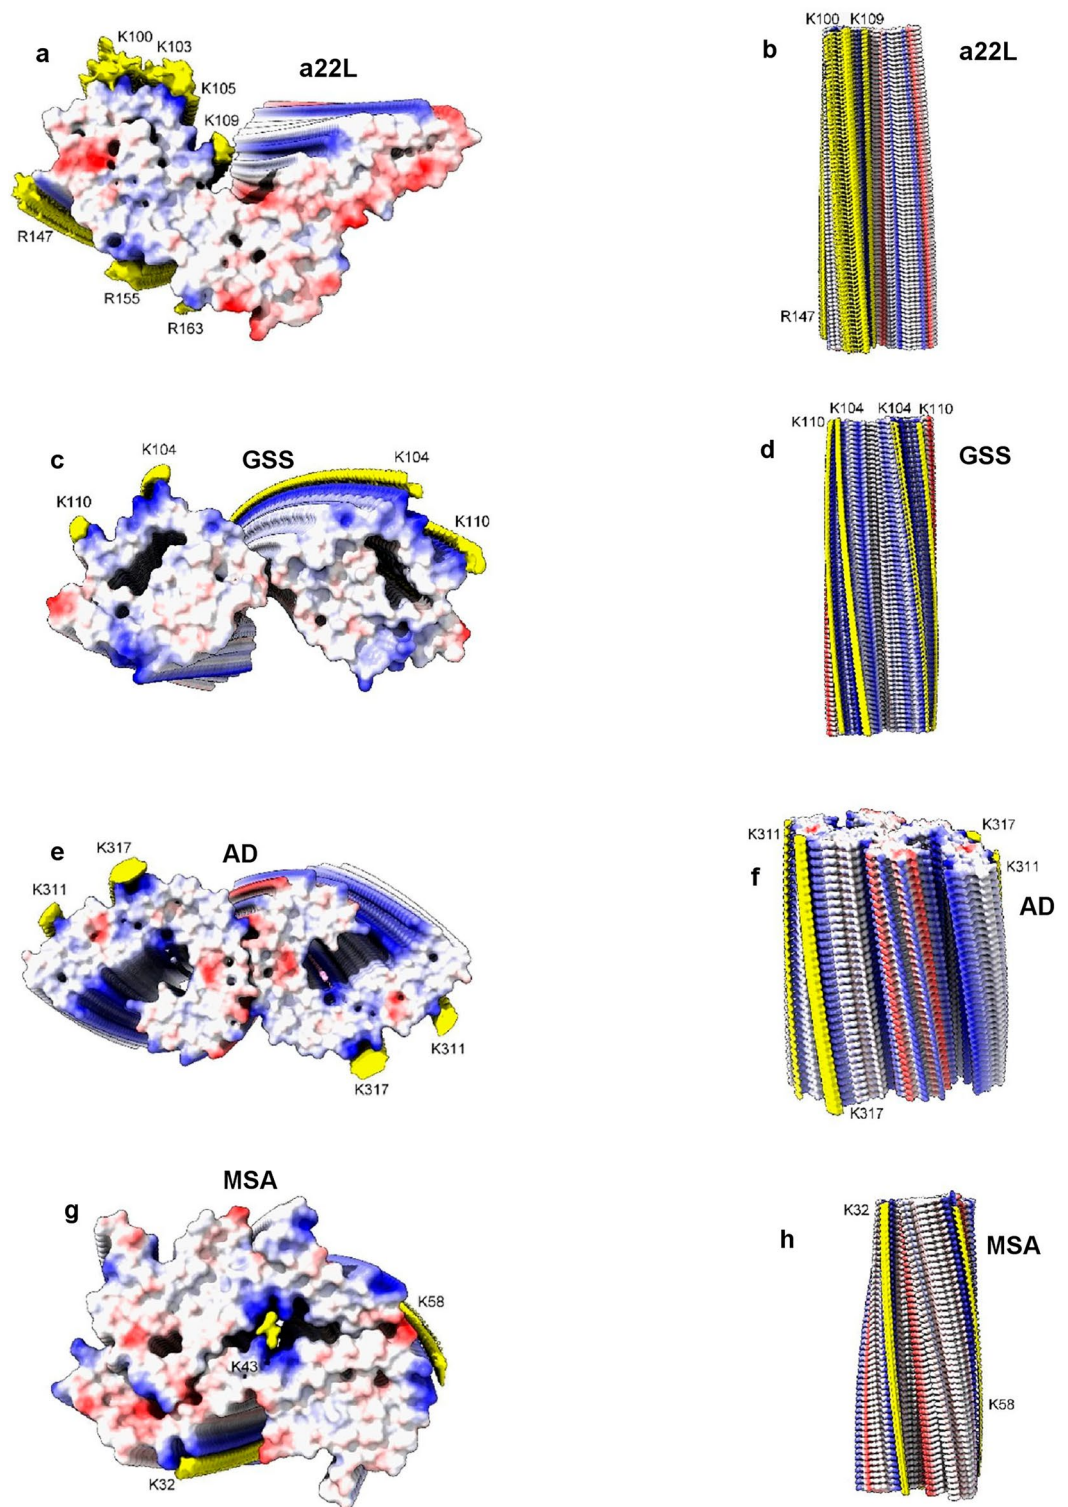 a
K100
K103
K105
a22L
K109
R147
R155
R163
b
K100 K109
a22L
R147
c
K104
GSS
K104
K110
K110
d
K110 K104 K104 K110
GSS
e
K317
AD
K311
K311
K317
f
K311
K317
K311
AD
K317
g
MSA
K58
K43
K32
h
K32
MSA
K58